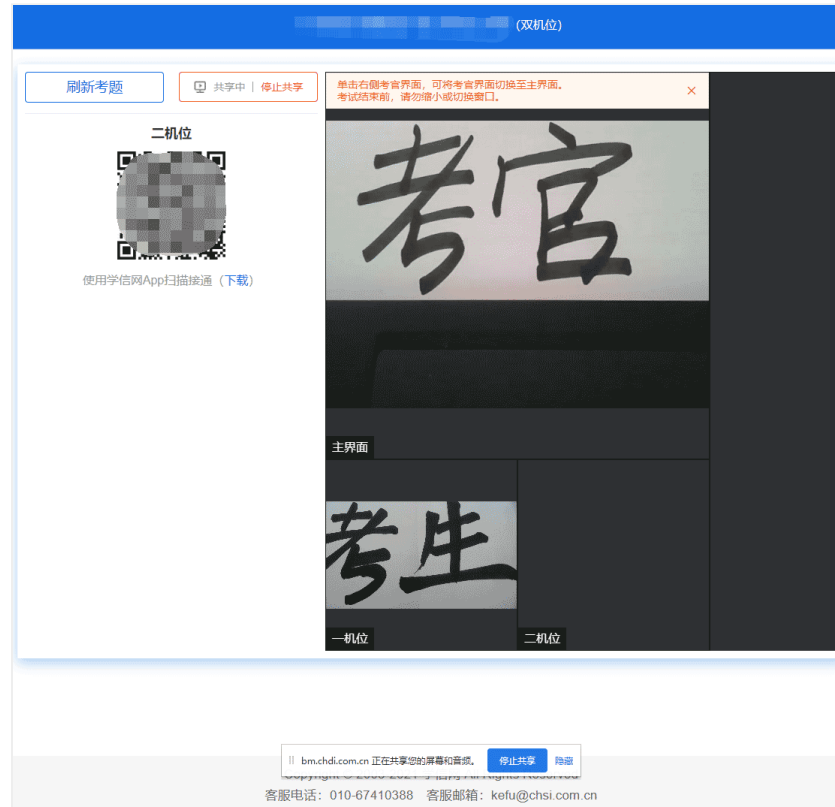 (双机位)
刷新考题
共享中 | 停止共享
二机位
使用学信网App扫描接通（下载）
单击右侧考官界面，可将考官界面切换至主界面。
考试结束前，请勿缩小或切换窗口。
考官
主界面
考生
一机位
二机位
bm.chdi.com.cn 正在共享您的屏幕和音频。
停止共享
隐藏
客服电话：010-67410388 客服邮箱：kefu@chsi.com.cn